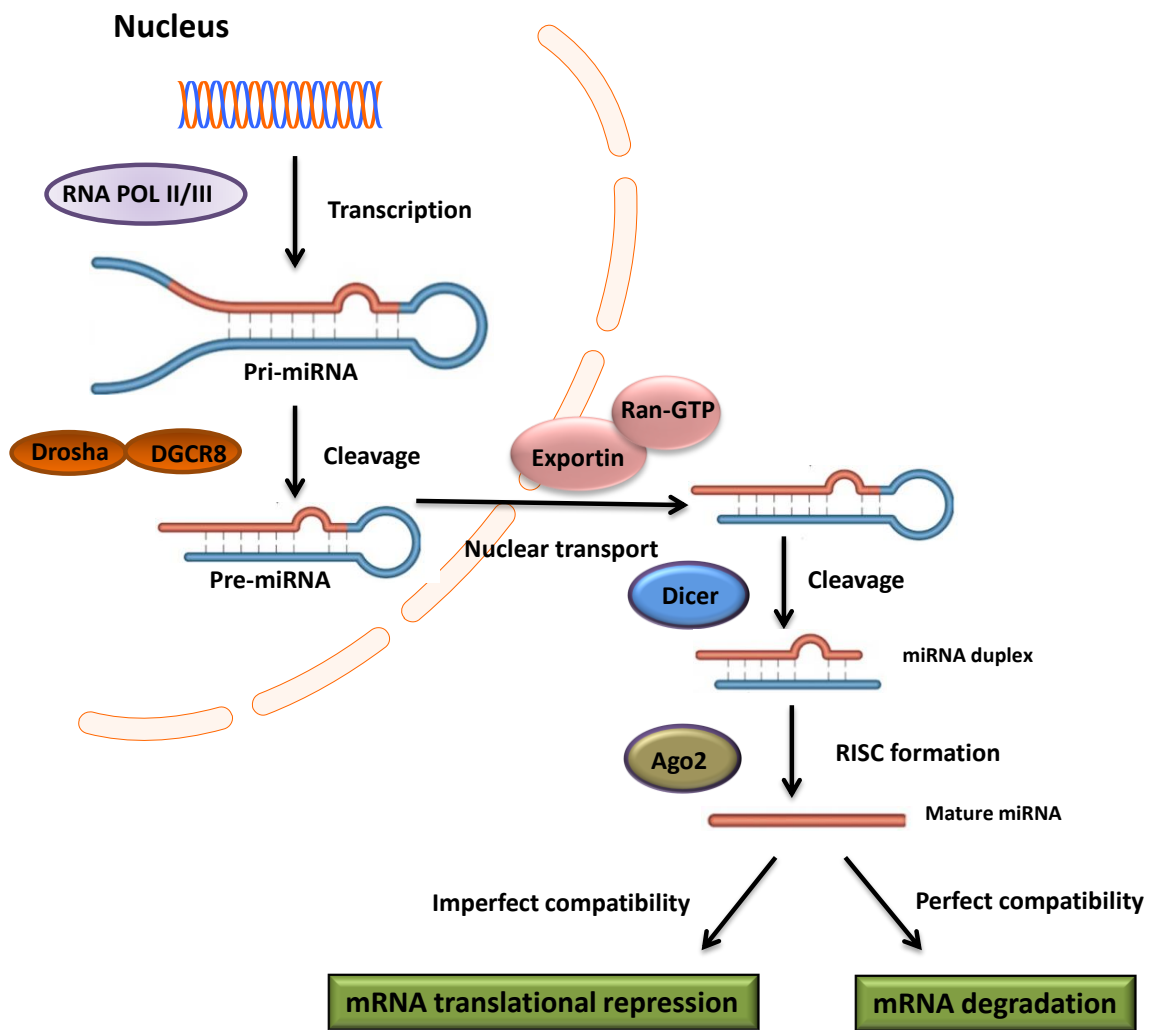 Nucleus
RNA POL II/III
Transcription
Pri-miRNA
Drosha
DGCR8
Cleavage
Pre-miRNA
Ran-GTP
Exportin
Nuclear transport
Dicer
Cleavage
miRNA duplex
Ago2
RISC formation
Mature miRNA
Imperfect compatibility
Perfect compatibility
mRNA translational repression
mRNA degradation